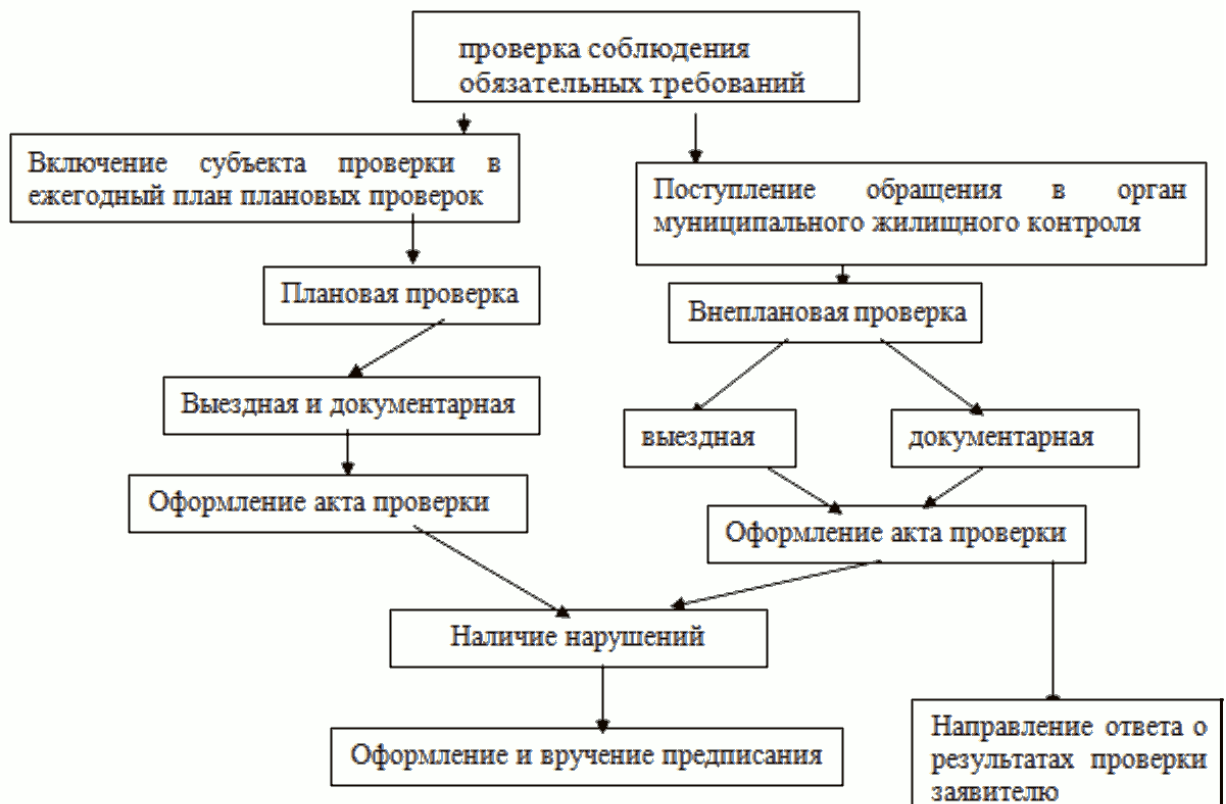 проверка соблюдения
обязательных требований
Включение субъекта проверки в
ежегодный план плановых проверок
Поступление обращения в орган
муниципального жилищного контроля
Плановая проверка
Внеплановая проверка
Выездная и документарная
выездная
документарная
Оформление акта проверки
Оформление акта проверки
Наличие нарушений
Оформление и вручение предписания
Направление ответа о
результатах проверки
заявителю